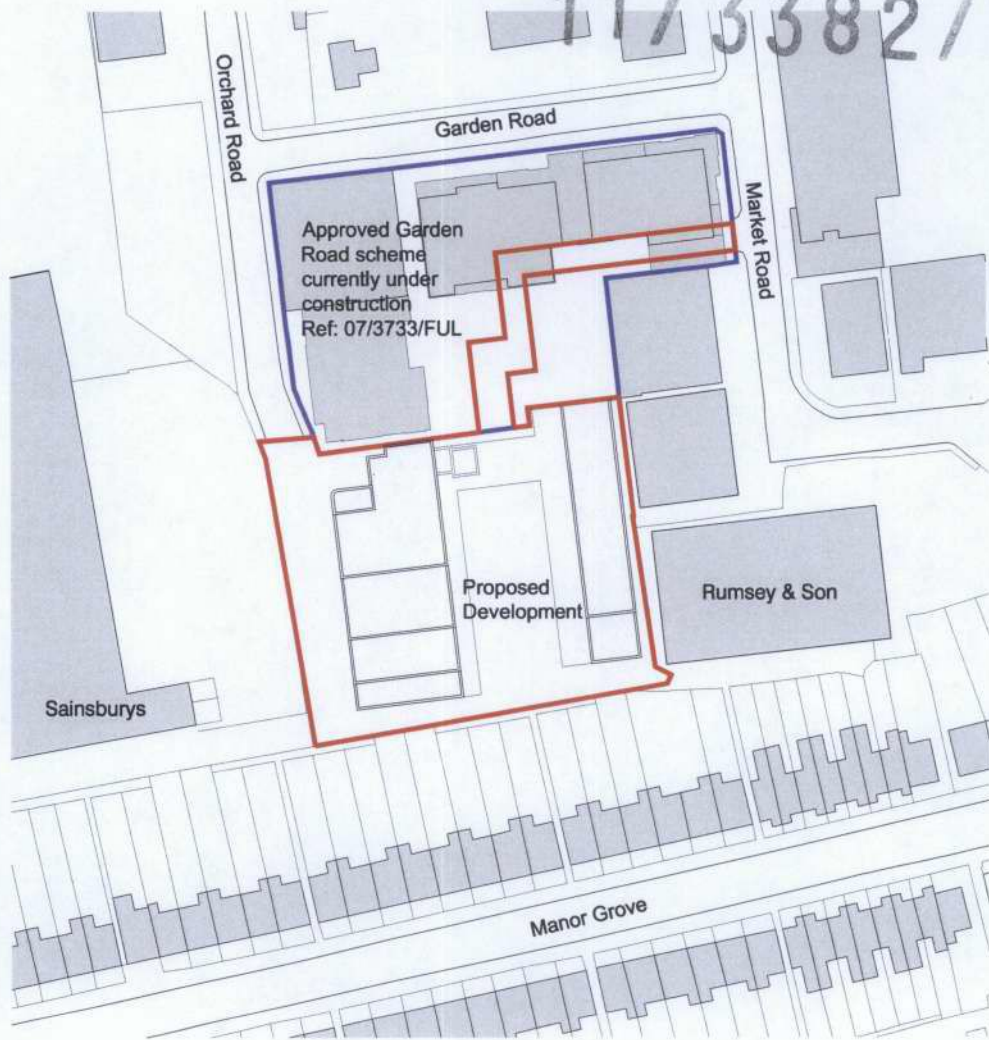 11/3382/
Orchard Road
Garden Road
Market Road
Approved Garden
Road scheme
currently under
construction
Ref: 07/3733/FUL
Proposed
Development
Rumsey & Son
Sainsburys
Manor Grove